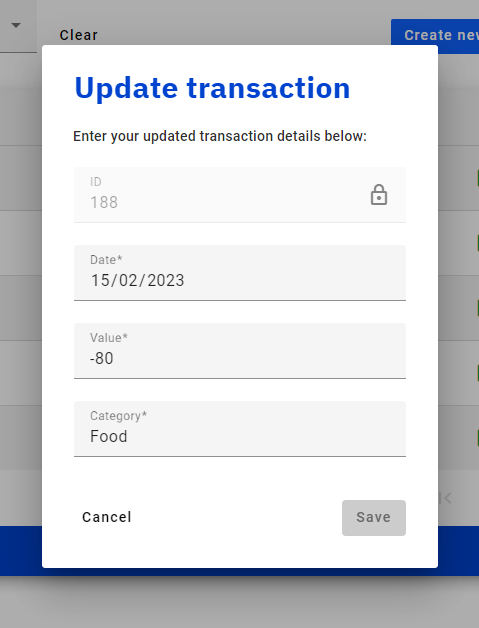 Clear
Create new
Update transaction
Enter your updated transaction details below:
ID
188
Date*
15/02/2023
Value*
-80
Category*
Food
Cancel
Save